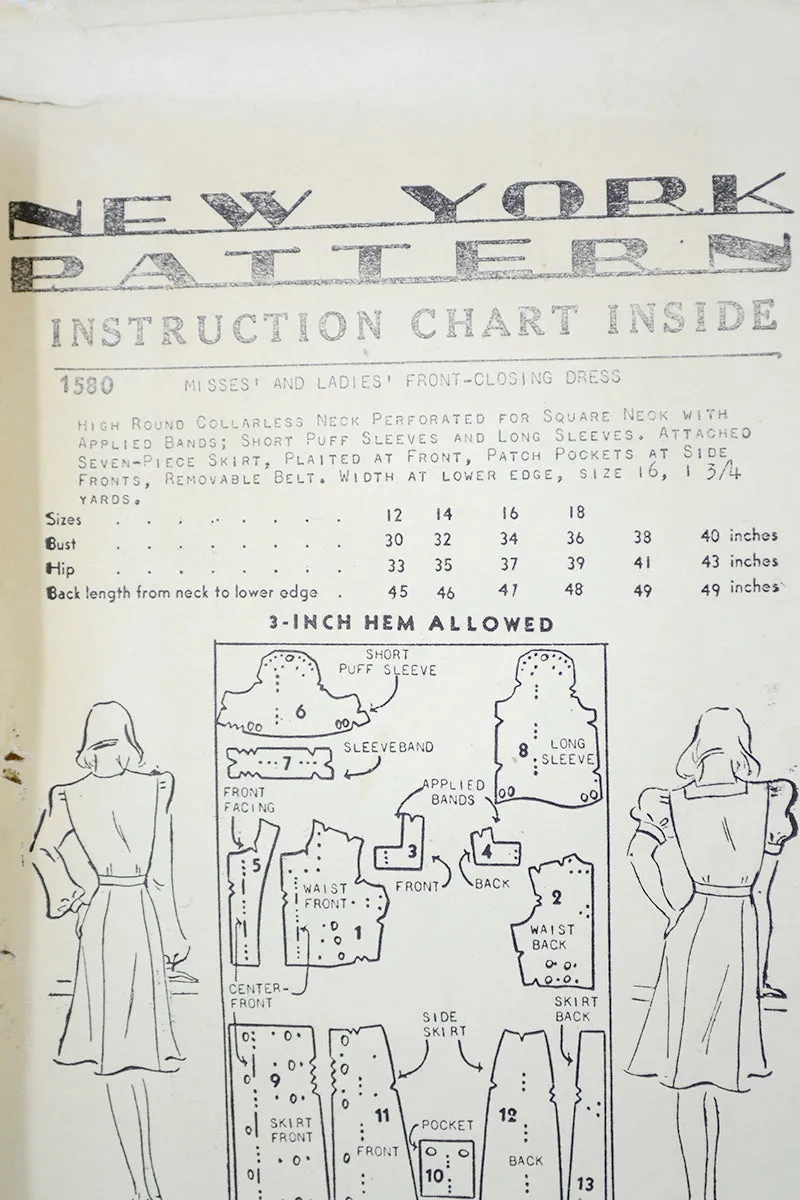 NEW YORK
PATTERN
INSTRUCTION CHART INSIDE
1580 MISSES' AND LADIES' FRONT-CLOSING DRESS
HIGH ROUND COLLARLESS NECK PERFORATED FOR SQUARE NECK WITH
APPLIED BANDS; SHORT PUFF SLEEVES AND LONG SLEEVES. ATTACHED
SEVEN-PIECE SKIRT, PLAITED AT FRONT, PATCH POCKETS AT SIDE
FRONTS, REMOVABLE BELT. WIDTH AT LOWER EDGE, SIZE 16, 1 3/4
YARDS.
Sizes . . . . . . . . 12 14 16 18
Bust . . . . . . . . 30 32 34 36 38 40 inches
Hip . . . . . . . . 33 35 37 39 41 43 inches
Back length from neck to lower edge . 45 46 47 48 49 49 inches
3-INCH HEM ALLOWED
SHORT
PUFF SLEEVE
6
8
LONG
SLEEVE
SLEEVEBAND
7
FRONT
FACING
APPLIED
BANDS
5
3
4
FRONT
BACK
WAIST
FRONT
1
2
WAIST
BACK
CENTER-
FRONT
SKIRT
BACK
SIDE
SKIRT
9
SKIRT
FRONT
11
FRONT
POCKET
10
12
BACK
13